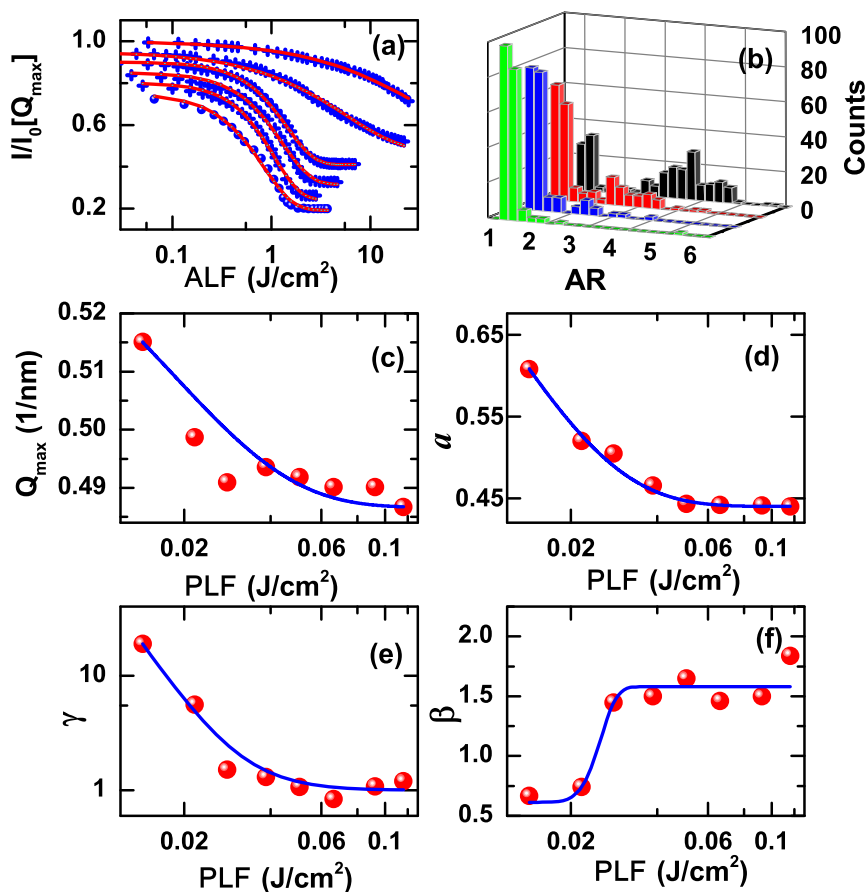 (a)
I/I₀[Q_max]
1.0
0.6
0.2
0.1
1
10
ALF (J/cm²)
(b)
100
80
60
40
20
0
Counts
1
2
3
4
5
6
AR
(c)
Q_max (1/nm)
0.52
0.51
0.50
0.49
0.02
0.06
0.1
PLF (J/cm²)
(d)
a
0.65
0.55
0.45
0.02
0.06
0.1
PLF (J/cm²)
(e)
γ
10
1
0.02
0.06
0.1
PLF (J/cm²)
(f)
β
2.0
1.5
1.0
0.5
0.02
0.06
0.1
PLF (J/cm²)